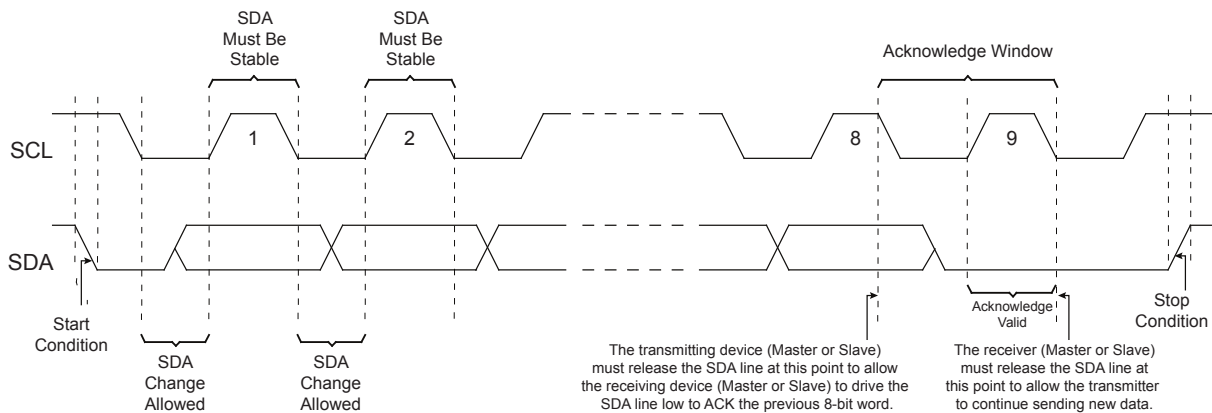 SDA
Must Be
Stable
SDA
Must Be
Stable
Acknowledge Window
SCL
1
2
8
9
SDA
Start
Condition
SDA
Change
Allowed
SDA
Change
Allowed
Acknowledge
Valid
Stop
Condition
The transmitting device (Master or Slave)
must release the SDA line at this point to allow
the receiving device (Master or Slave) to drive the
SDA line low to ACK the previous 8-bit word.
The receiver (Master or Slave)
must release the SDA line at
this point to allow the transmitter
to continue sending new data.